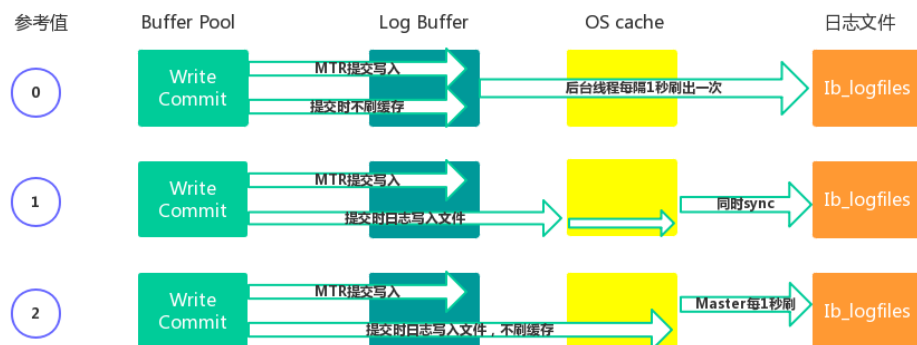 参考值 Buffer Pool Log Buffer OS cache 日志文件
0
Write
Commit
MTR提交写入
提交时不刷缓存
后台线程每隔1秒刷出一次
Ib_logfiles
1
Write
Commit
MTR提交写入
提交时日志写入文件
同时sync
Ib_logfiles
2
Write
Commit
MTR提交写入
提交时日志写入文件，不刷缓存
Master每1秒刷
Ib_logfiles